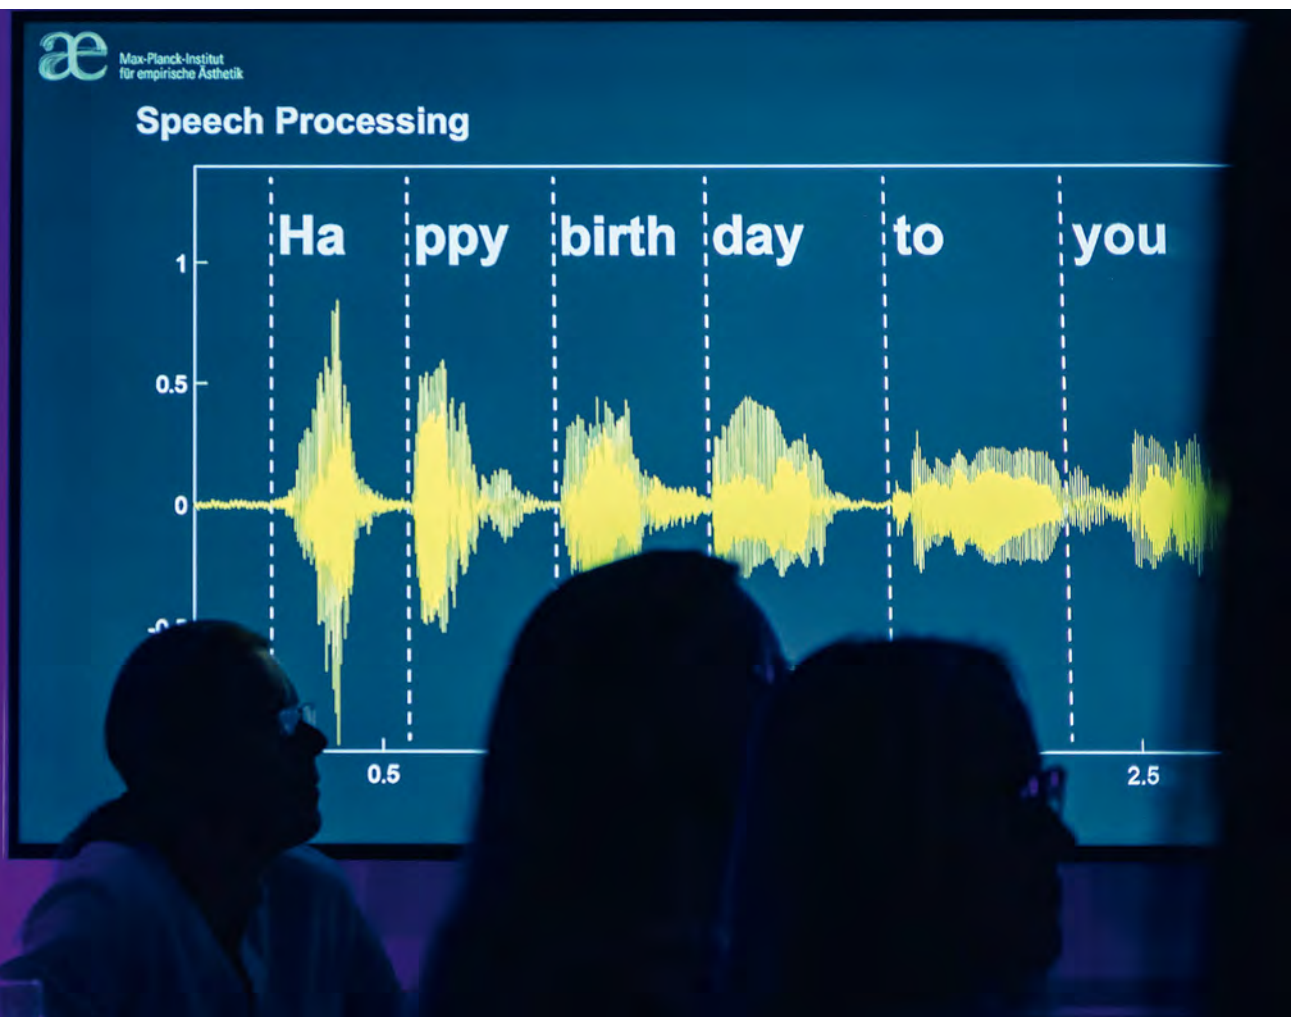 æ
Max-Planck-Institut
für empirische Ästhetik
Speech Processing
Ha ppy birth day to you
1
0.5
0
0.5 2.5